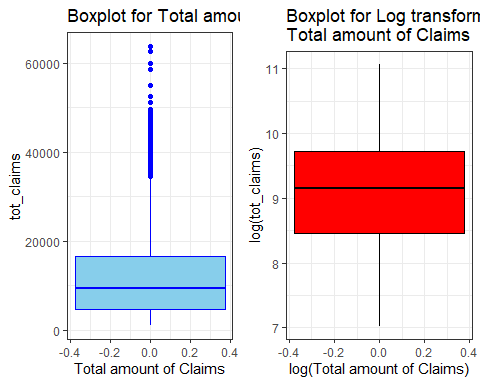 Boxplot for Total amou
tot_claims
60000
40000
20000
0
-0.4 -0.2 0.0 0.2 0.4
Total amount of Claims
Boxplot for Log transform
Total amount of Claims
log(tot_claims)
11
10
9
8
7
-0.4 -0.2 0.0 0.2 0.4
log(Total amount of Claims)